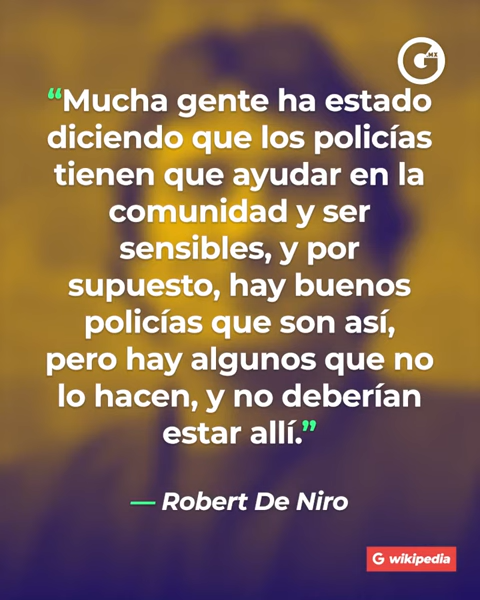 G MX
“Mucha gente ha estado
diciendo que los policías
tienen que ayudar en la
comunidad y ser
sensibles, y por
supuesto, hay buenos
policías que son así,
pero hay algunos que no
lo hacen, y no deberían
estar allí.”
— Robert De Niro
G wikipedia